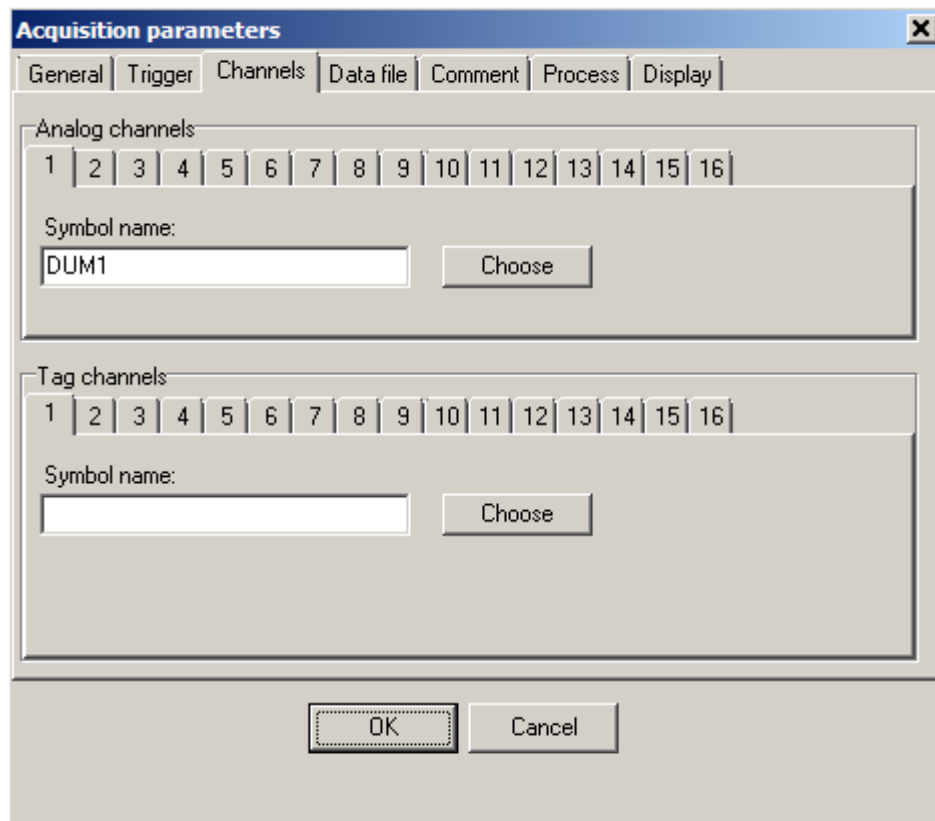 Acquisition parameters
General Trigger Channels Data file Comment Process Display
Analog channels
1 2 3 4 5 6 7 8 9 10 11 12 13 14 15 16
Symbol name:
DUM1 Choose
Tag channels
1 2 3 4 5 6 7 8 9 10 11 12 13 14 15 16
Symbol name:
Choose
OK Cancel